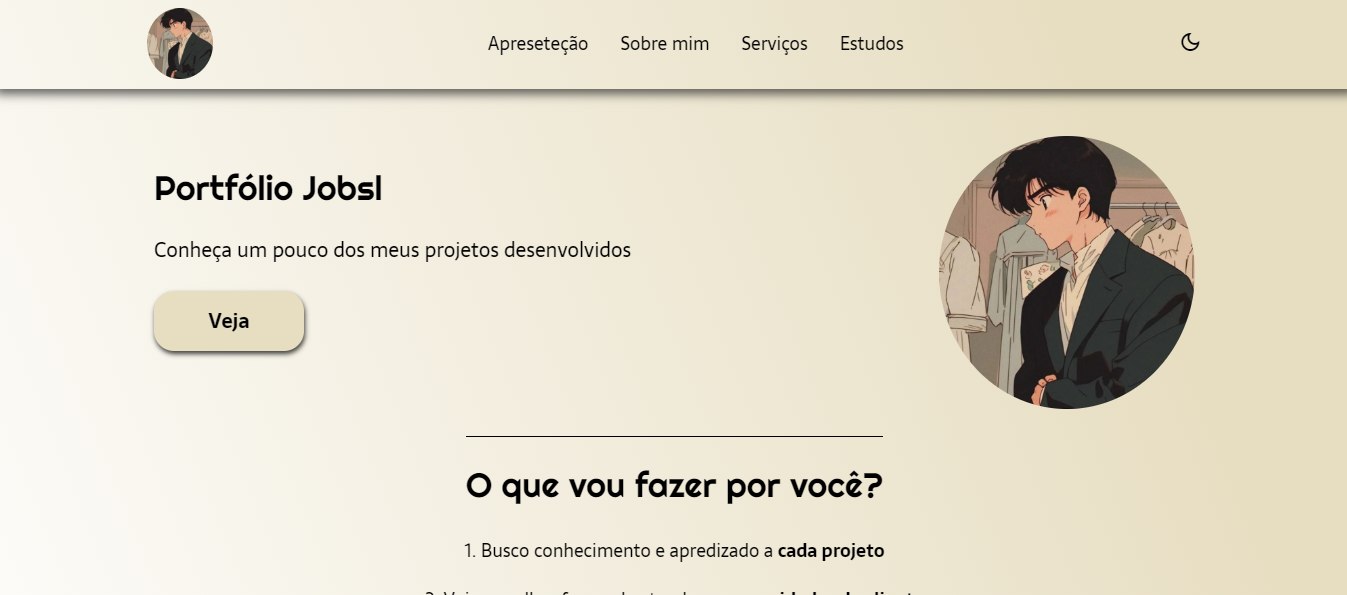 Apreseteção Sobre mim Serviços Estudos
Portfólio Jobsl
Conheça um pouco dos meus projetos desenvolvidos
Veja
O que vou fazer por você?
1. Busco conhecimento e apredizado a cada projeto